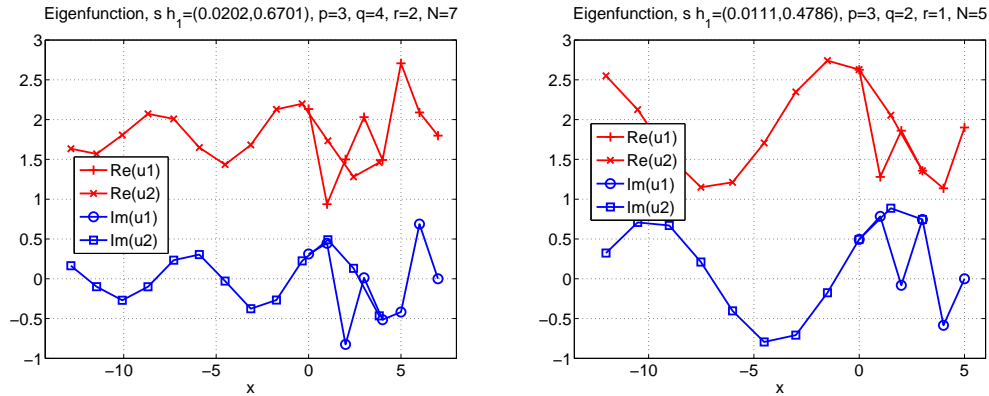 Eigenfunction, s h_1=(0.0202,0.6701), p=3, q=4, r=2, N=7
3
2.5
2
1.5
1
0.5
0
−0.5
−1
−10
−5
0
5
x
Re(u1)
Re(u2)
Im(u1)
Im(u2)
Eigenfunction, s h_1=(0.0111,0.4786), p=3, q=2, r=1, N=5
3
2.5
2
1.5
1
0.5
0
−0.5
−1
−10
−5
0
5
x
Re(u1)
Re(u2)
Im(u1)
Im(u2)